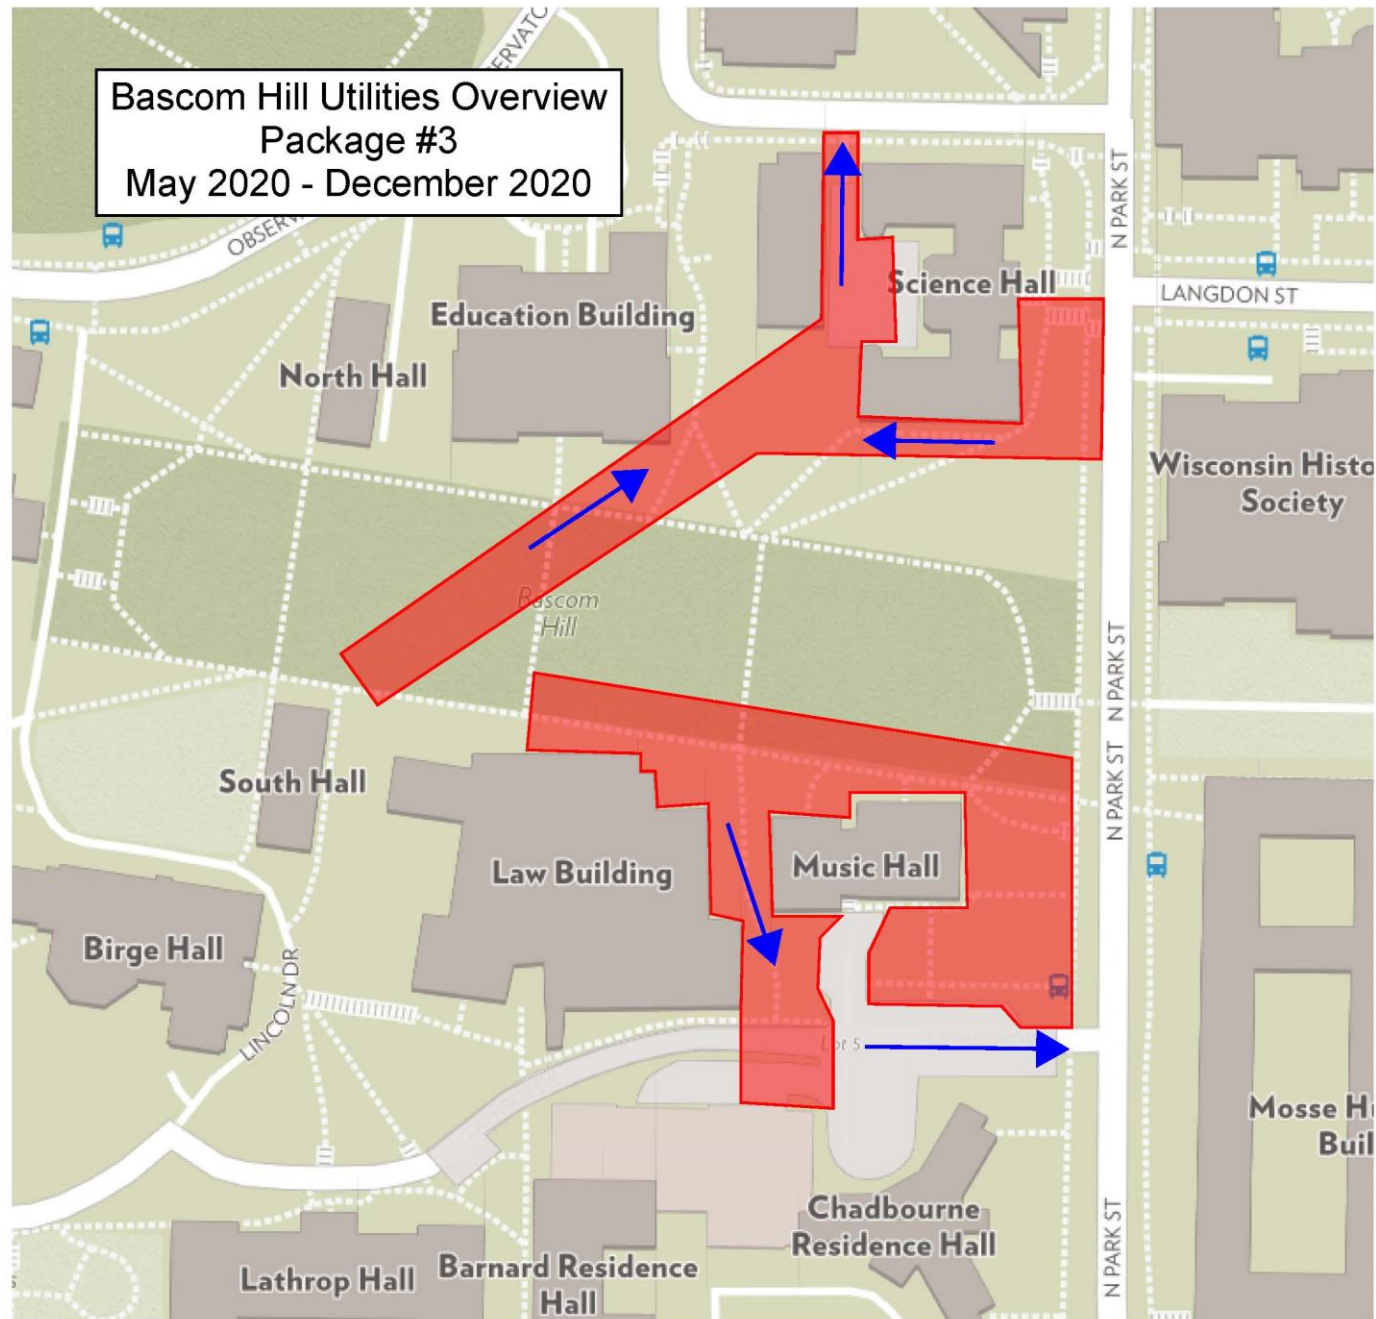 Bascom Hill Utilities Overview
Package #3
May 2020 - December 2020
ERVATO
OBSERV
N PARK ST
Science Hall
LANGDON ST
Education Building
North Hall
Wisconsin Histo
Society
Bascom
Hill
N PARK ST
N PARK ST
South Hall
Law Building
Music Hall
Birge Hall
LINCOLN DR
Lot 5
Mosse H
Buil
Chadbourne
Residence Hall
N PARK ST
Lathrop Hall
Barnard Residence
Hall